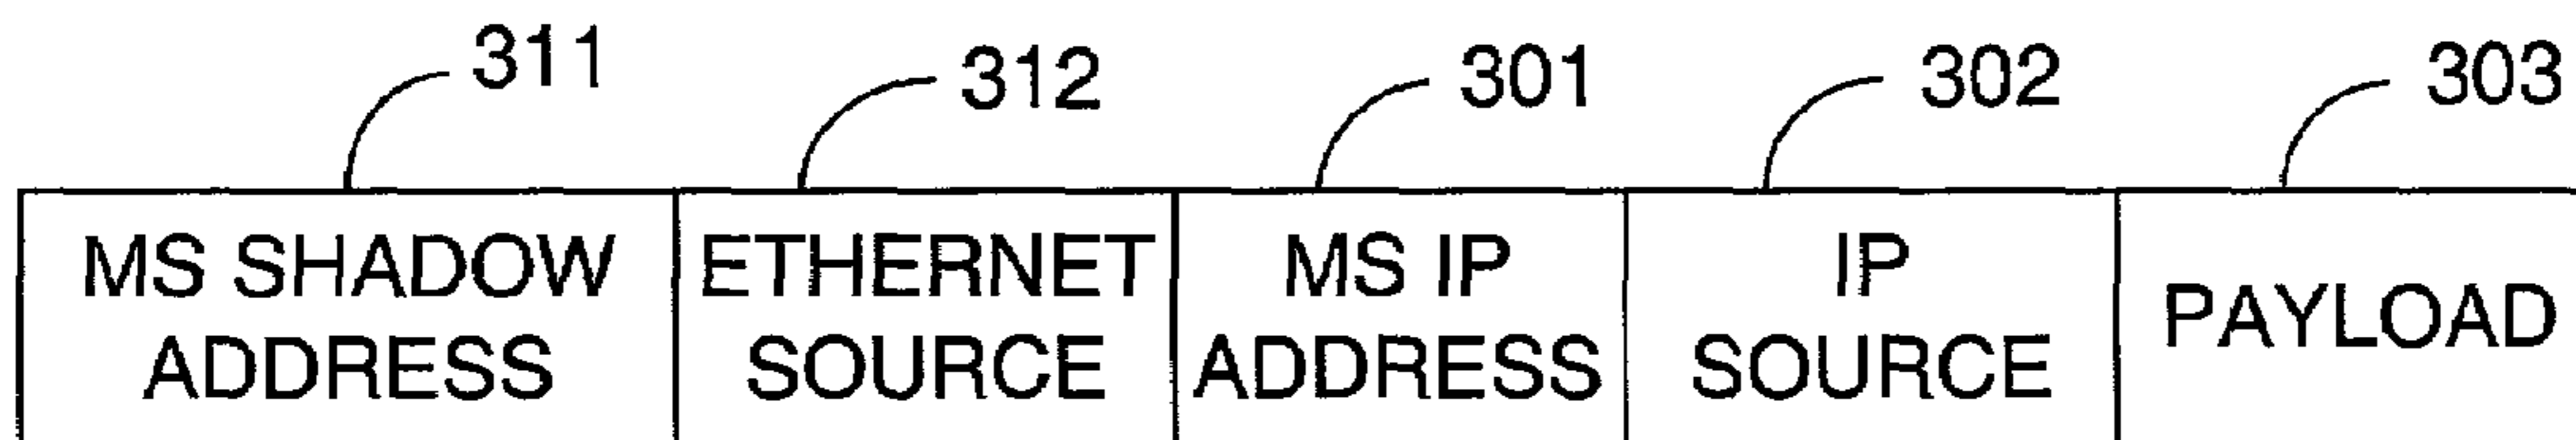 311 312 301 302 303
MS SHADOW ADDRESS
ETHERNET SOURCE
MS IP ADDRESS
IP SOURCE
PAYLOAD